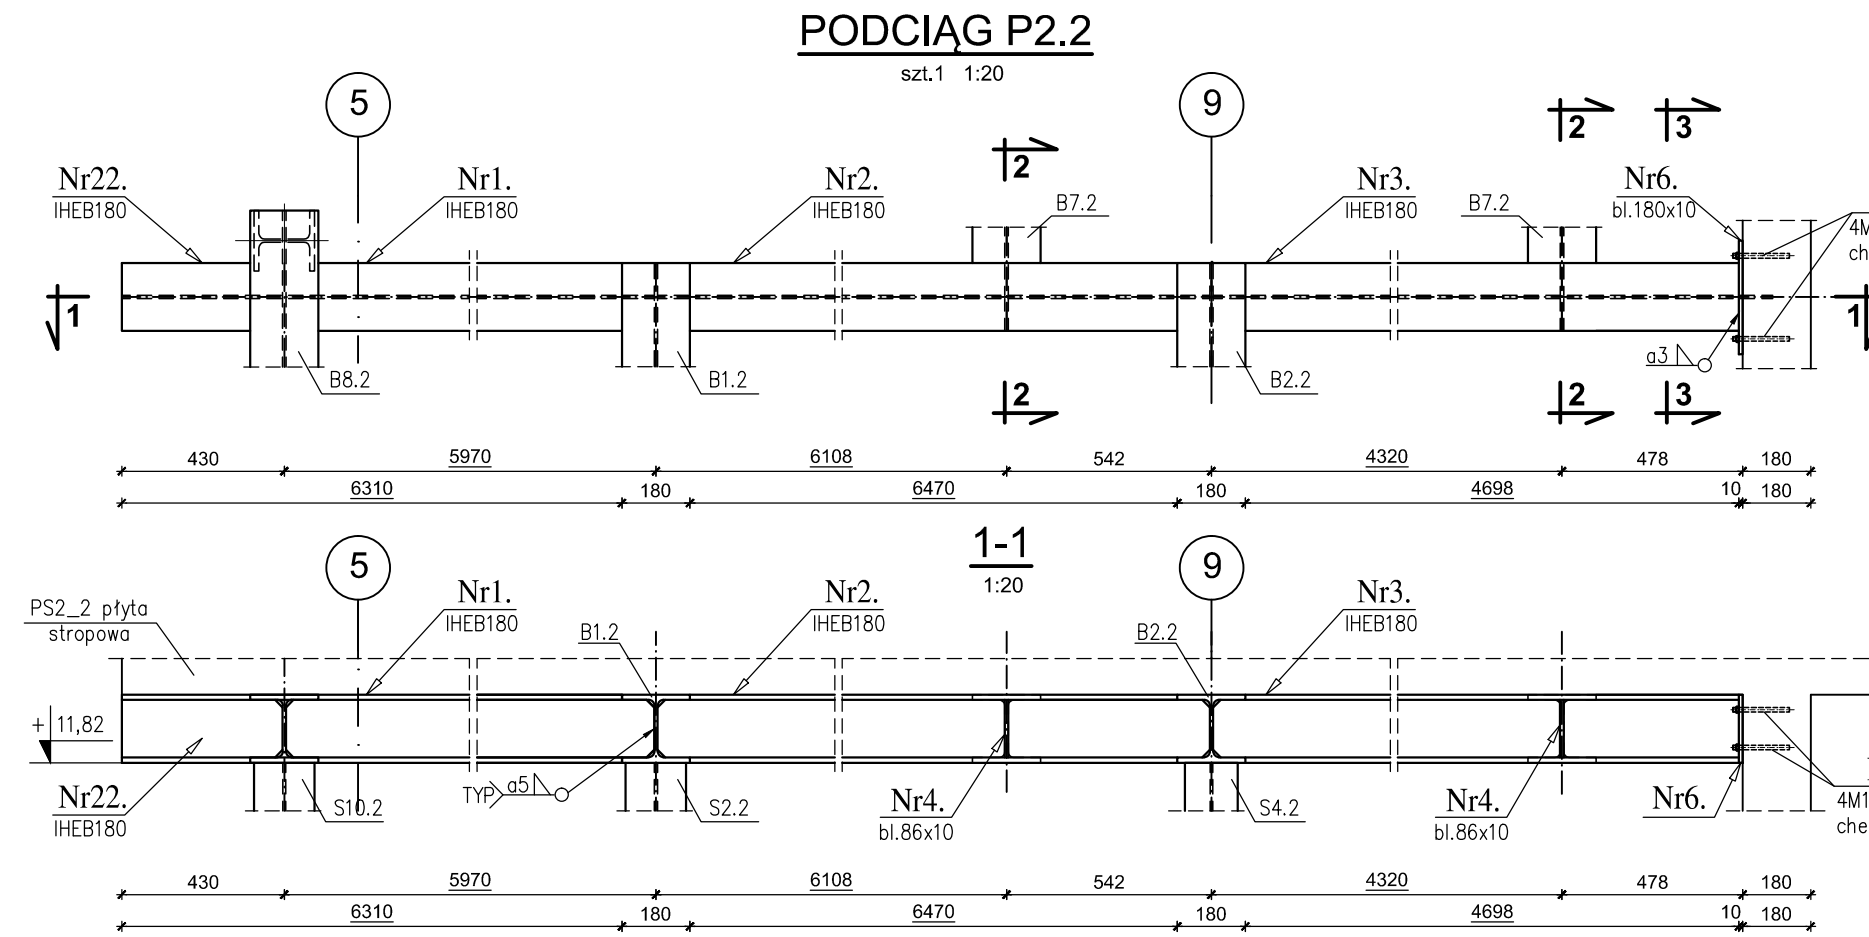 PODCIĄG P2.2
szt.1 1:20
5
9
2
2
3
Nr22.
IHEB180
Nr1.
IHEB180
Nr2.
IHEB180
B7.2
Nr3.
IHEB180
B7.2
Nr6.
bl.180x10
4M
ch
1
1
B8.2
B1.2
B2.2
a3
2
2
3
430 5970 6108 542 4320 478 180
6310 180 6470 180 4698 10 180
1-1
1:20
5
9
PS2_2 płyta
stropowa
Nr1.
IHEB180
B1.2
Nr2.
IHEB180
B2.2
Nr3.
IHEB180
+ 11,82
Nr22.
IHEB180
S10.2
TYP a5
S2.2
Nr4.
bl.86x10
S4.2
Nr4.
bl.86x10
Nr6.
4M1
che
430 5970 6108 542 4320 478 180
6310 180 6470 180 4698 10 180